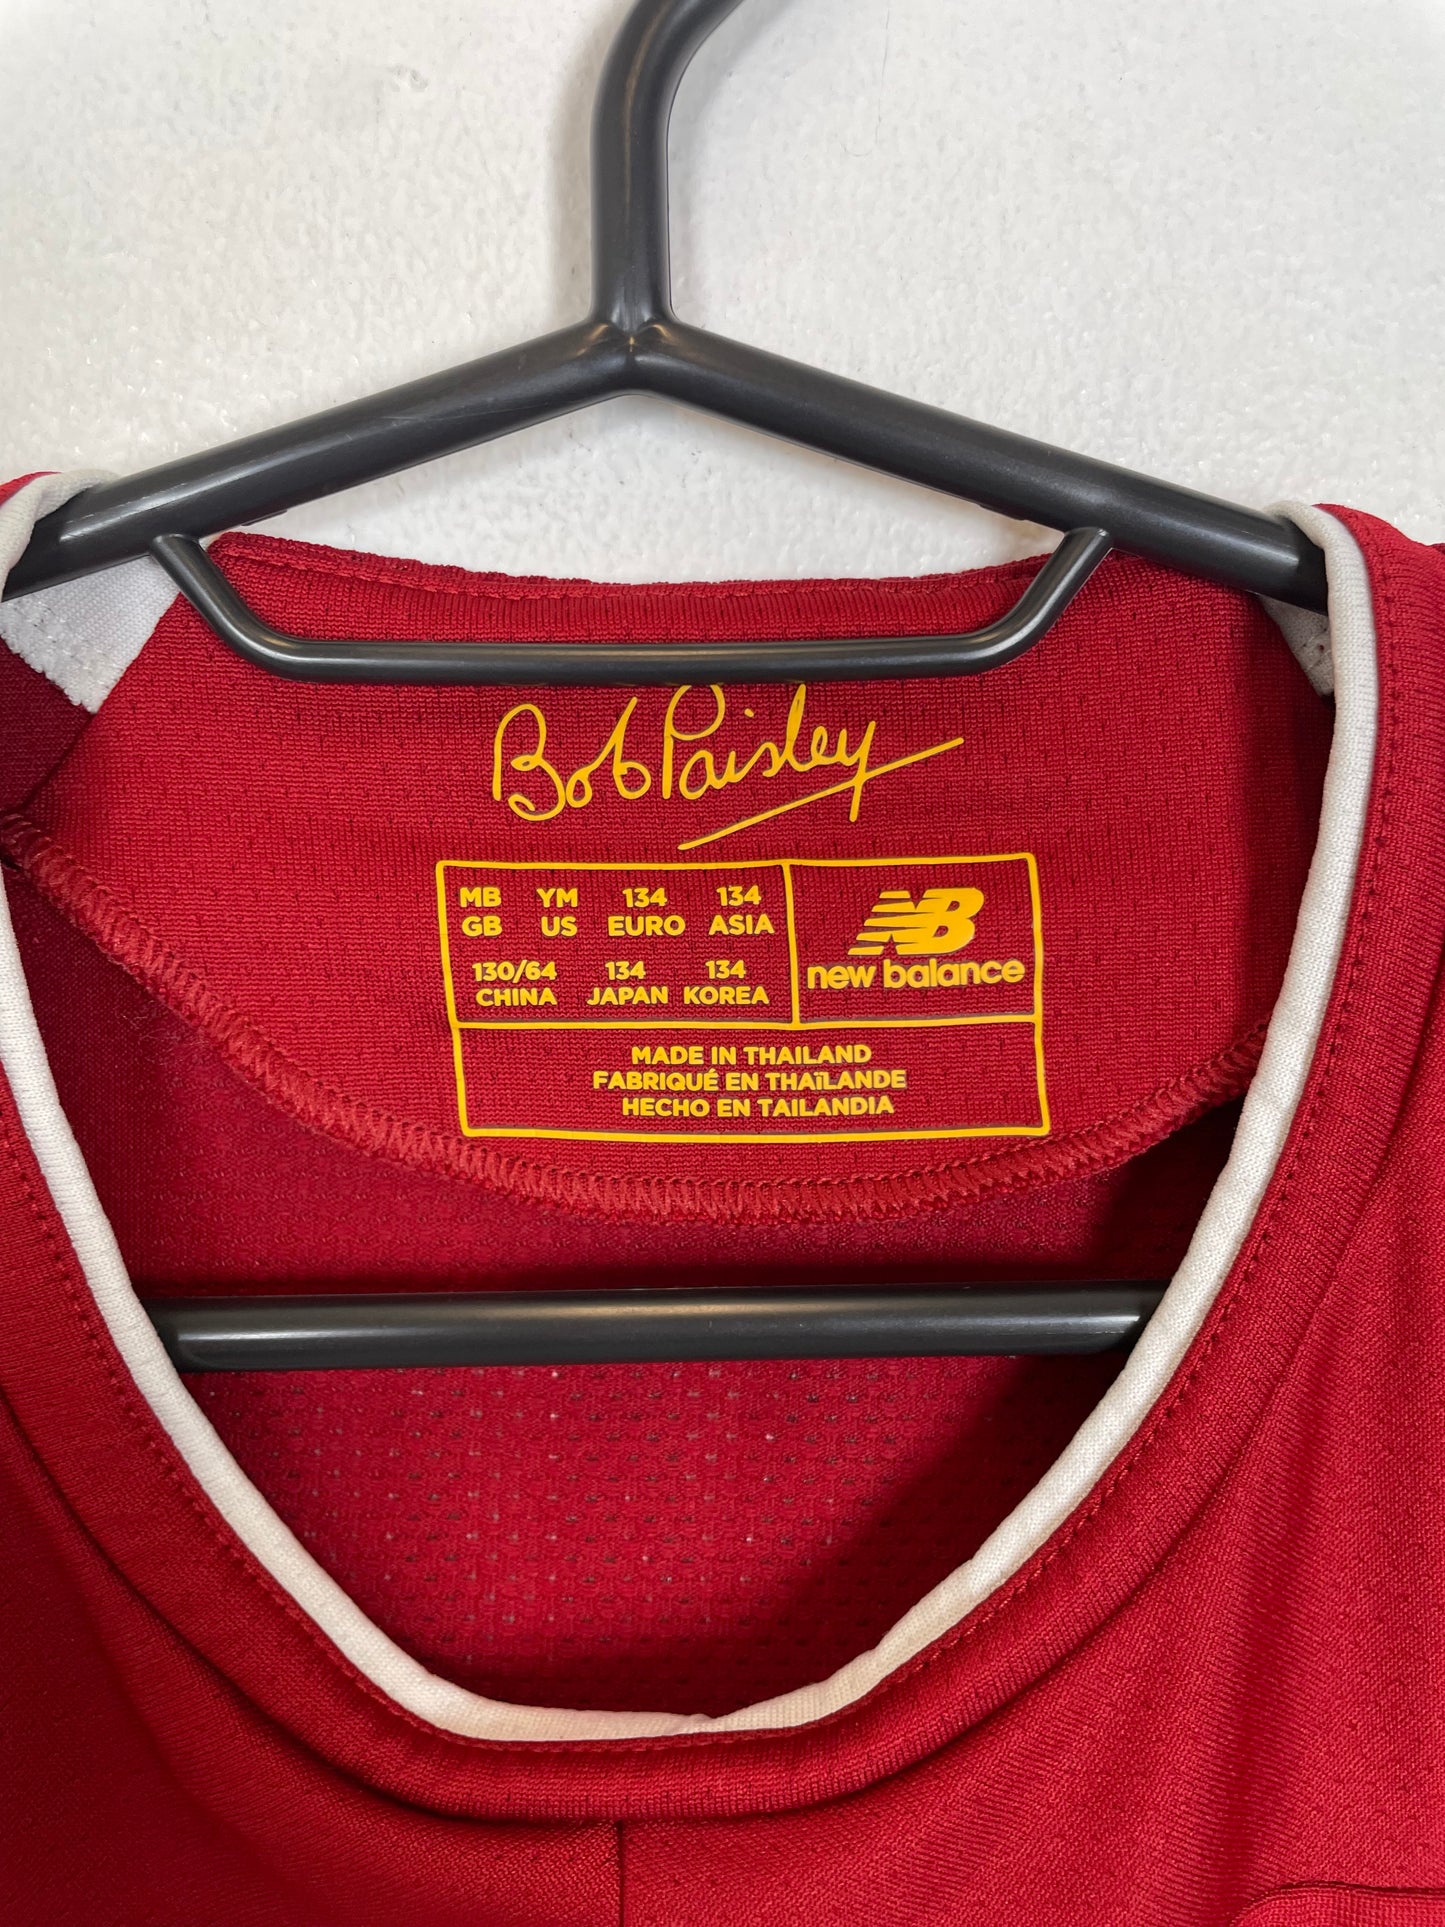 Bob Paisley
MB YM 134 134
GB US EURO ASIA
130/64 134 134
CHINA JAPAN KOREA
NB
new balance
MADE IN THAILAND
FABRIQUÉ EN THAÏLANDE
HECHO EN TAILANDIA